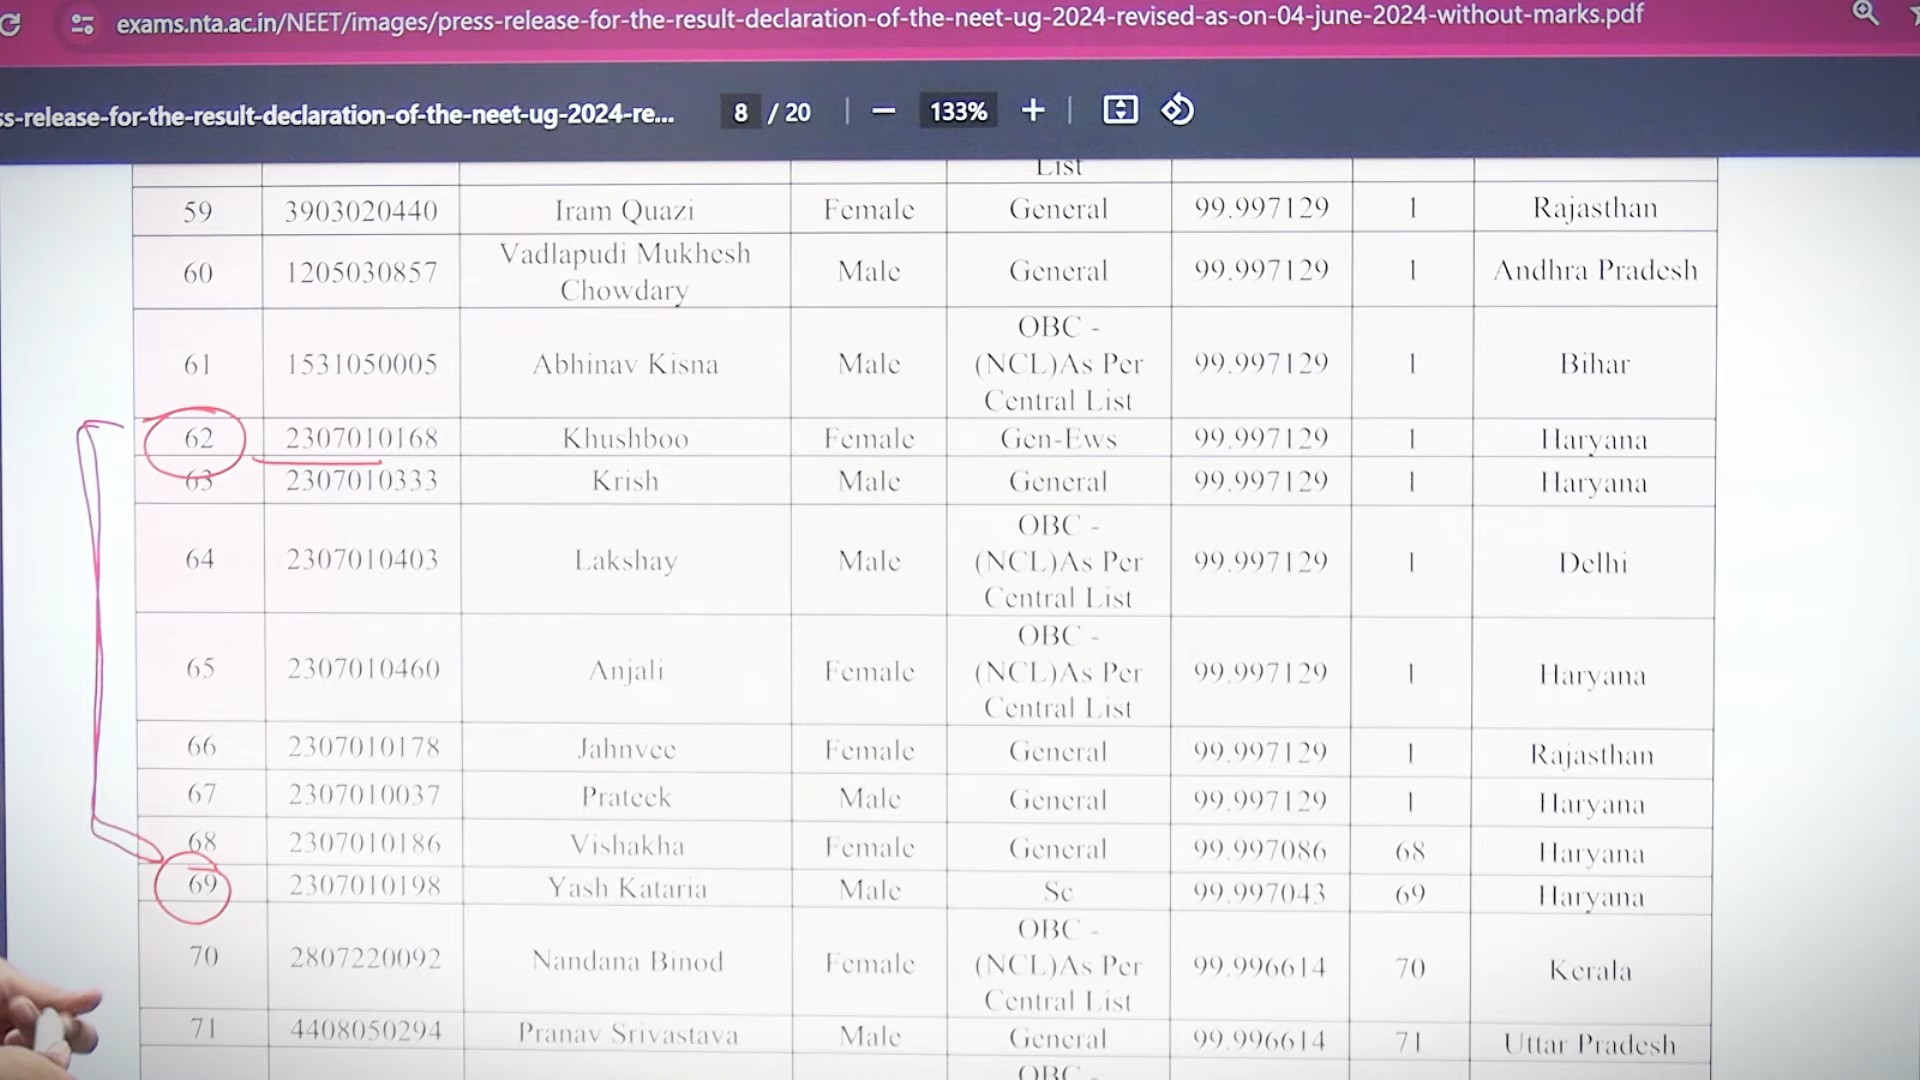 exams.nta.ac.in/NEET/images/press-release-for-the-result-declaration-of-the-neet-ug-2024-revised-as-on-04-june-2024-without-marks.pdf
ss-release-for-the-result-declaration-of-the-neet-ug-2024-re... 8 / 20 133%
List
59 3903020440 Iram Quazi Female General 99.997129 1 Rajasthan
60 1205030857 Vadlapudi Mukhesh Chowdary Male General 99.997129 1 Andhra Pradesh
61 1531050005 Abhinav Kisna Male OBC - (NCL)As Per Central List 99.997129 1 Bihar
62 2307010168 Khushboo Female Gen-Ews 99.997129 1 Haryana
63 2307010333 Krish Male General 99.997129 1 Haryana
64 2307010403 Lakshay Male OBC - (NCL)As Per Central List 99.997129 1 Delhi
65 2307010460 Anjali Female OBC - (NCL)As Per Central List 99.997129 1 Haryana
66 2307010178 Jahnvee Female General 99.997129 1 Rajasthan
67 2307010037 Prateek Male General 99.997129 1 Haryana
68 2307010186 Vishakha Female General 99.997086 68 Haryana
69 2307010198 Yash Kataria Male Sc 99.997043 69 Haryana
70 2807220092 Nandana Binod Female OBC - (NCL)As Per Central List 99.996614 70 Kerala
71 4408050294 Pranav Srivastava Male General 99.996614 71 Uttar Pradesh
OBC -